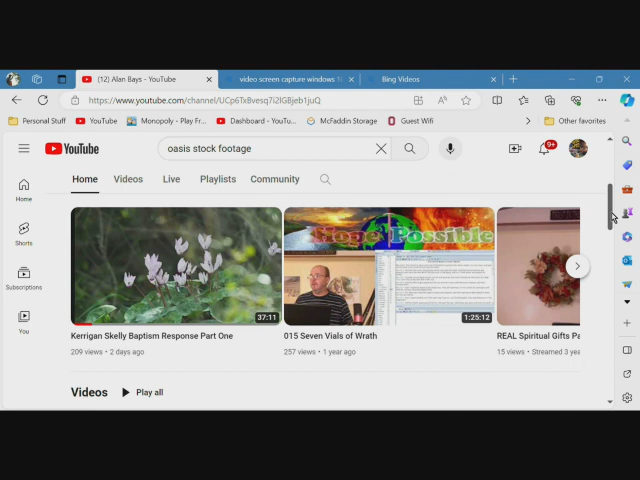 (12) Alan Bays - YouTube
video screen capture windows 1
Bing Videos
https://www.youtube.com/channel/UCp6TxBvesq7i2lGBjeb1juQ
Personal Stuff
YouTube
Monopoly - Play Fr...
Dashboard - YouTu...
McFaddin Storage
Guest Wifi
Other favorites
YouTube
oasis stock footage
9+
Home
Videos
Live
Playlists
Community
Home
Shorts
Subscriptions
You
37:11
Kerrigan Skelly Baptism Response Part One
209 views • 2 days ago
Hope Possible
1:25:12
015 Seven Vials of Wrath
257 views • 1 year ago
REAL Spiritual Gifts Pa
15 views • Streamed 3 yea
Videos
Play all